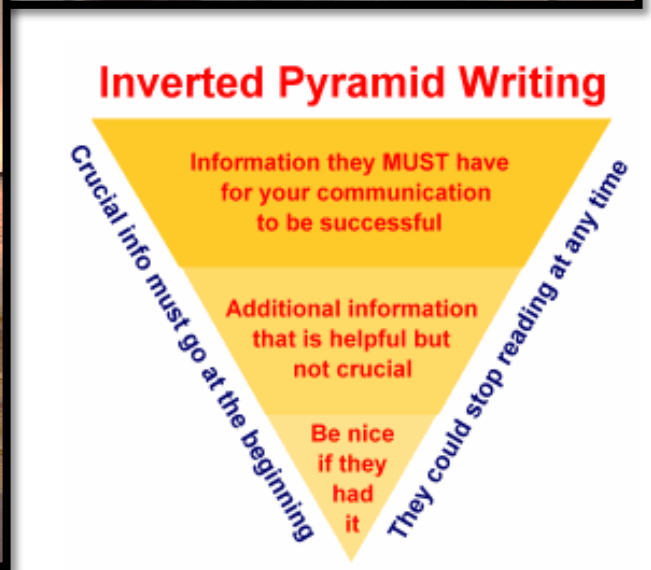 Inverted Pyramid Writing
Information they MUST have
for your communication
to be successful
Additional information
that is helpful but
not crucial
Be nice
if they
had
it
Crucial info must go at the beginning
They could stop reading at any time